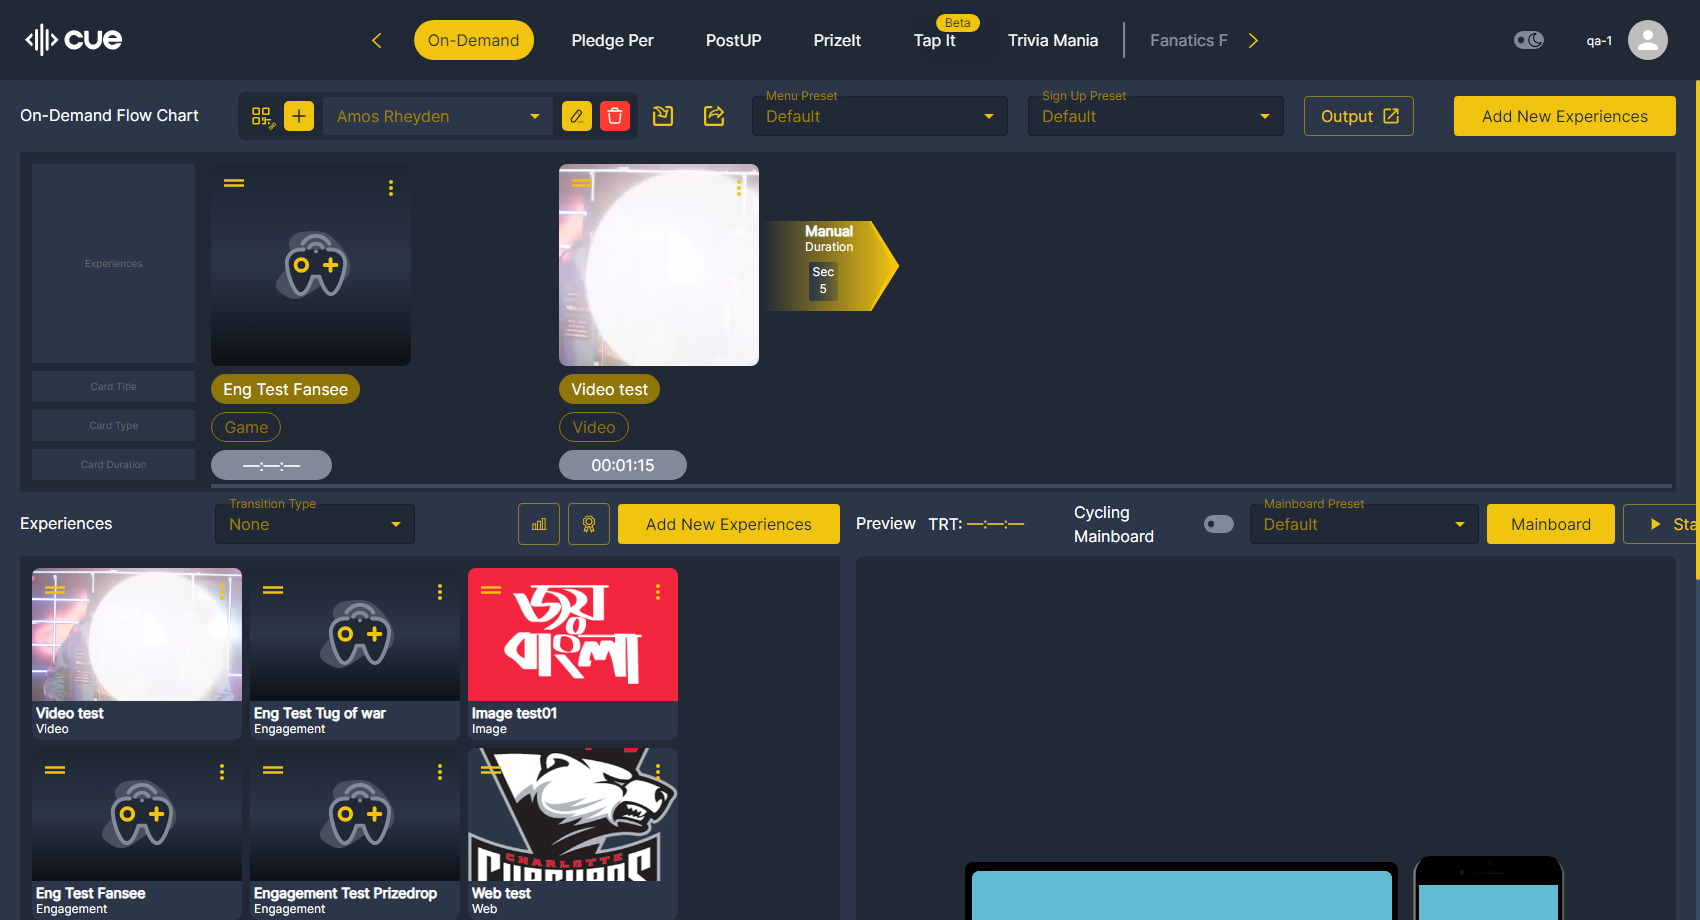 cue
On-Demand
Pledge Per
PostUP
PrizeIt
Tap It
Beta
Trivia Mania
Fanatics F
qa-1
On-Demand Flow Chart
Amos Rheyden
Menu Preset
Default
Sign Up Preset
Default
Output
Add New Experiences
Experiences
Manual
Duration
Sec
5
Card Title
Eng Test Fansee
Video test
Card Type
Game
Video
Card Duration
—:—:—
00:01:15
Experiences
Transition Type
None
Add New Experiences
Preview
TRT: —:—:—
Cycling
Mainboard
Mainboard Preset
Default
Mainboard
Sta
জয়
বাংলা
Video test
Video
Eng Test Tug of war
Engagement
Image test01
Image
CHARLOTTE
Eng Test Fansee
Engagement
Engagement Test Prizedrop
Engagement
Web test
Web